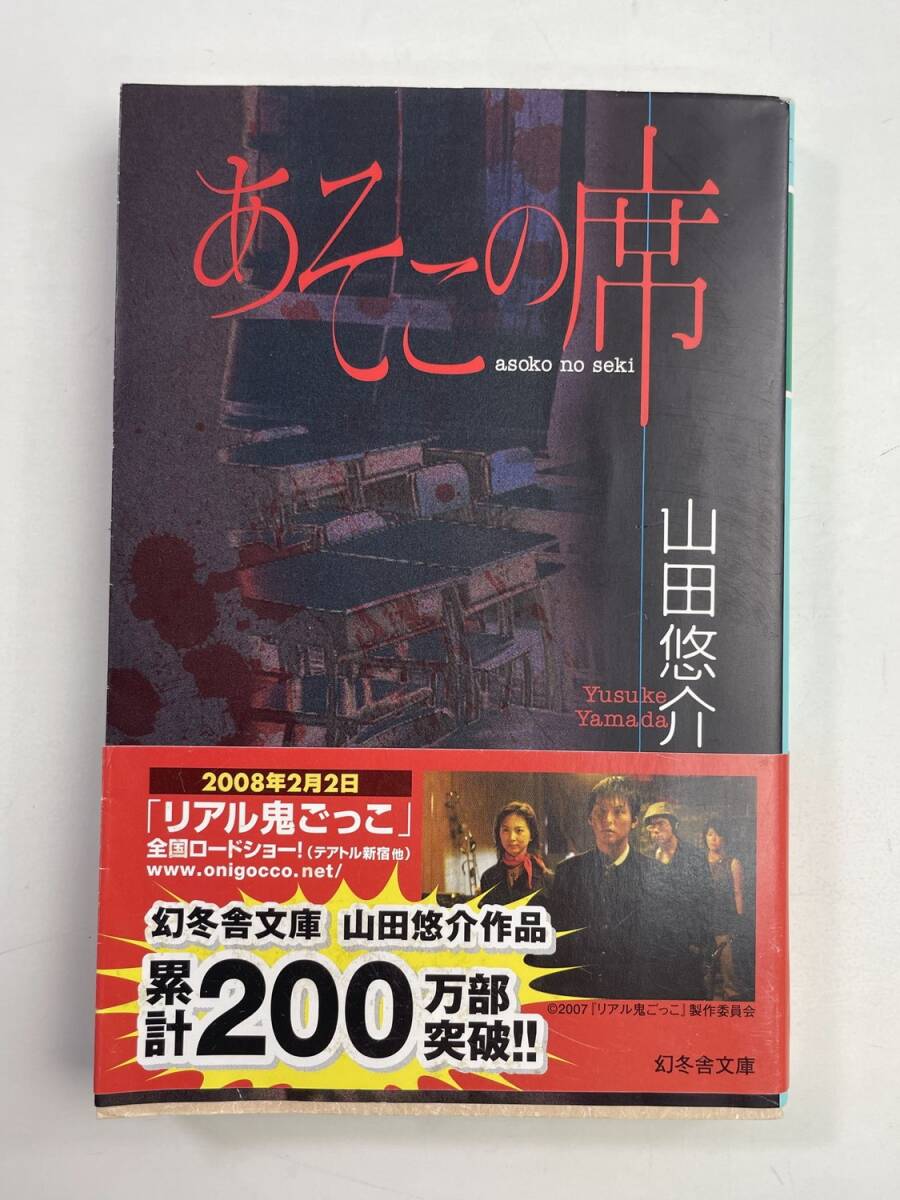 あそこの席
asoko no seki
山田悠介
Yusuke
Yamada
2008年2月2日
「リアル鬼ごっこ」
全国ロードショー!(テアトル新宿他)
www.onigocco.net/
幻冬舎文庫 山田悠介作品
累計200万部突破!!
©2007『リアル鬼ごっこ』製作委員会
幻冬舎文庫